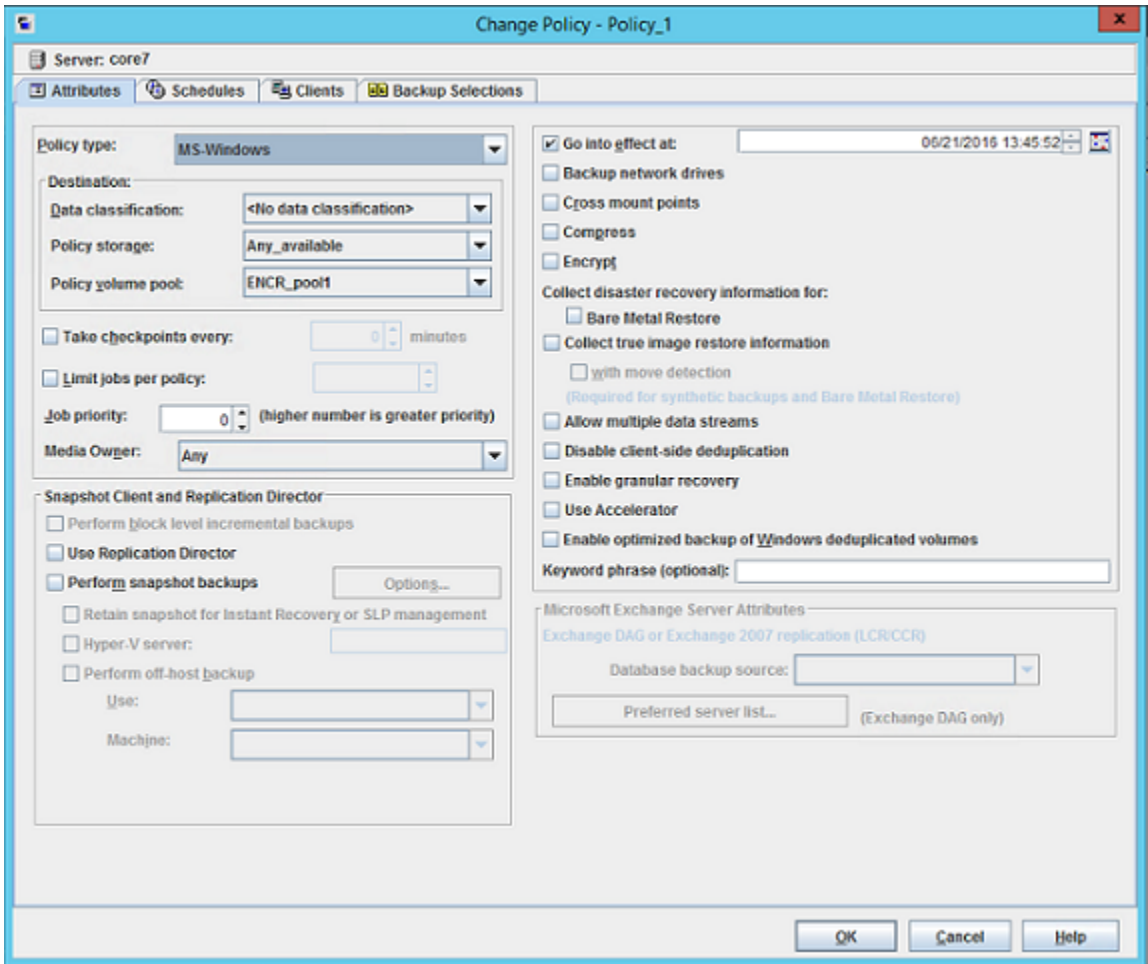 Change Policy - Policy_1
x
Server: core7
Attributes Schedules Clients Backup Selections
Policy type: MS-Windows
Destination:
Data classification: <No data classification>
Policy storage: Any_available
Policy volume pool: ENCR_pool1
Take checkpoints every: 0 minutes
Limit jobs per policy:
Job priority: 0 (higher number is greater priority)
Media Owner: Any
Snapshot Client and Replication Director
Perform block level incremental backups
Use Replication Director
Perform snapshot backups Options...
Retain snapshot for Instant Recovery or SLP management
Hyper-V server:
Perform off-host backup
Use:
Machine:
Go into effect at: 06/21/2016 13:45:52
Backup network drives
Cross mount points
Compress
Encrypt
Collect disaster recovery information for:
Bare Metal Restore
Collect true image restore information
with move detection
(Required for synthetic backups and Bare Metal Restore)
Allow multiple data streams
Disable client-side deduplication
Enable granular recovery
Use Accelerator
Enable optimized backup of Windows deduplicated volumes
Keyword phrase (optional):
Microsoft Exchange Server Attributes
Exchange DAG or Exchange 2007 replication (LCR/CCR)
Database backup source:
Preferred server list... (Exchange DAG only)
OK Cancel Help